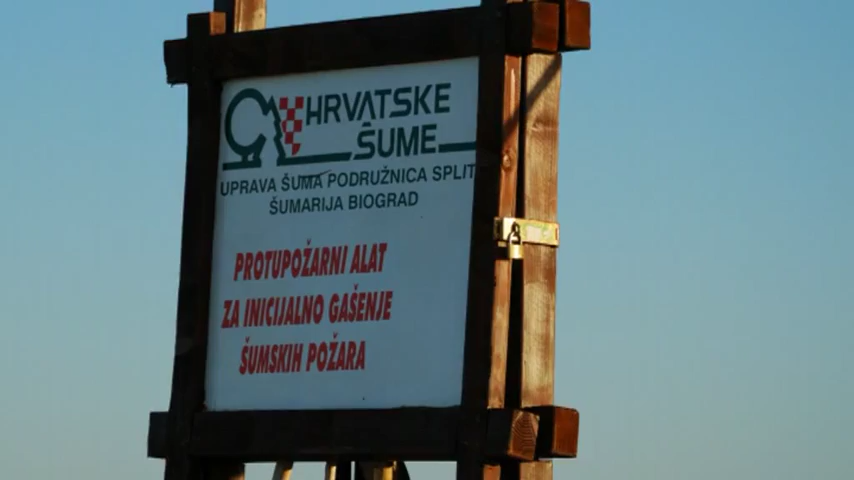 HRVATSKE
ŠUME
UPRAVA ŠUMA PODRUŽNICA SPLIT
ŠUMARIJA BIOGRAD
PROTUPOŽARNI ALAT
ZA INICIJALNO GAŠENJE
ŠUMSKIH POŽARA